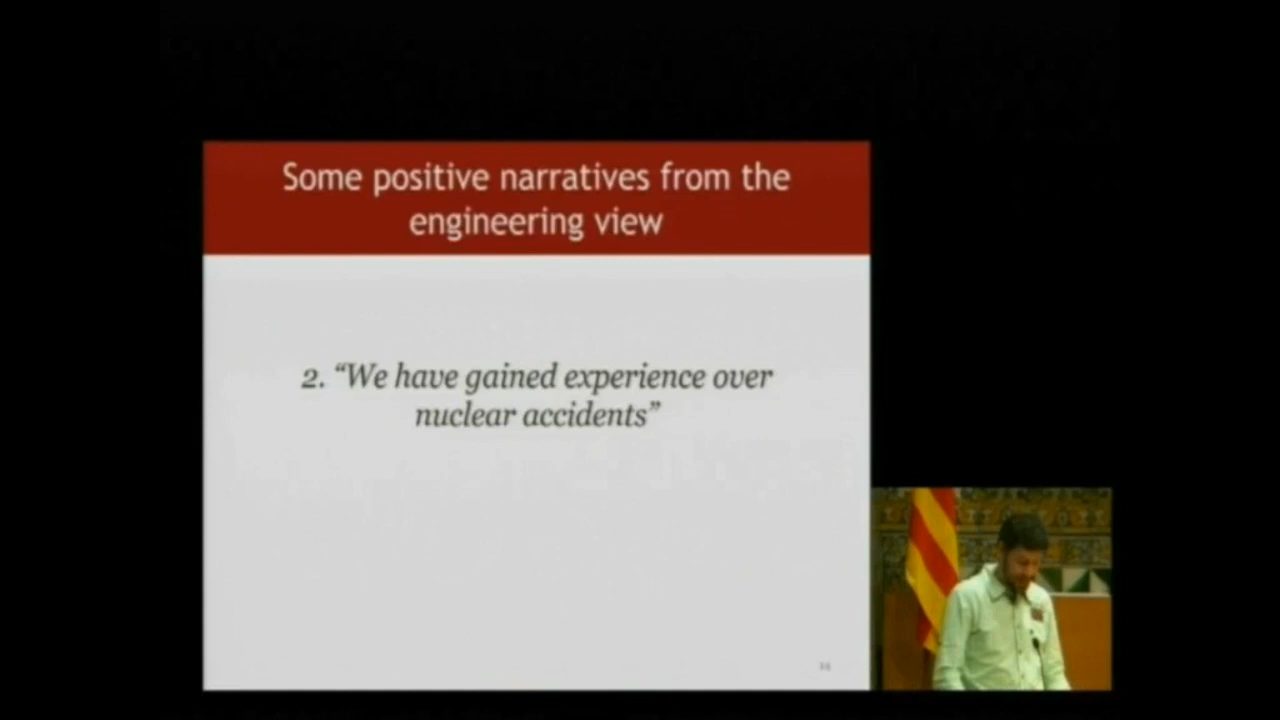 Some positive narratives from the
engineering view
2. “We have gained experience over
nuclear accidents”